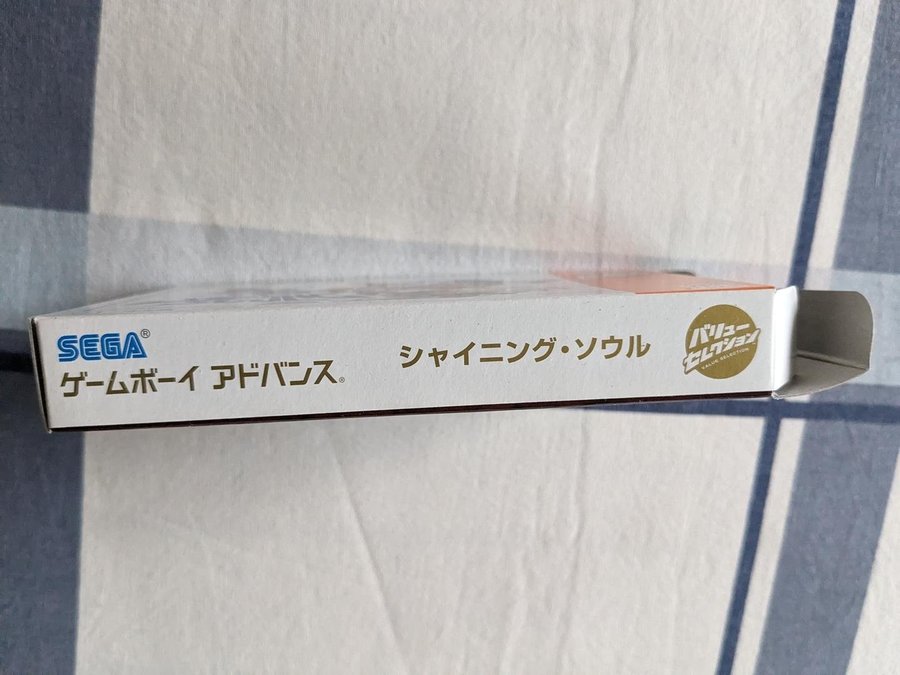 SEGA®
ゲームボーイ アドバンス®
シャイニング・ソウル
バリュー
セレクション
VALUE SELECTION